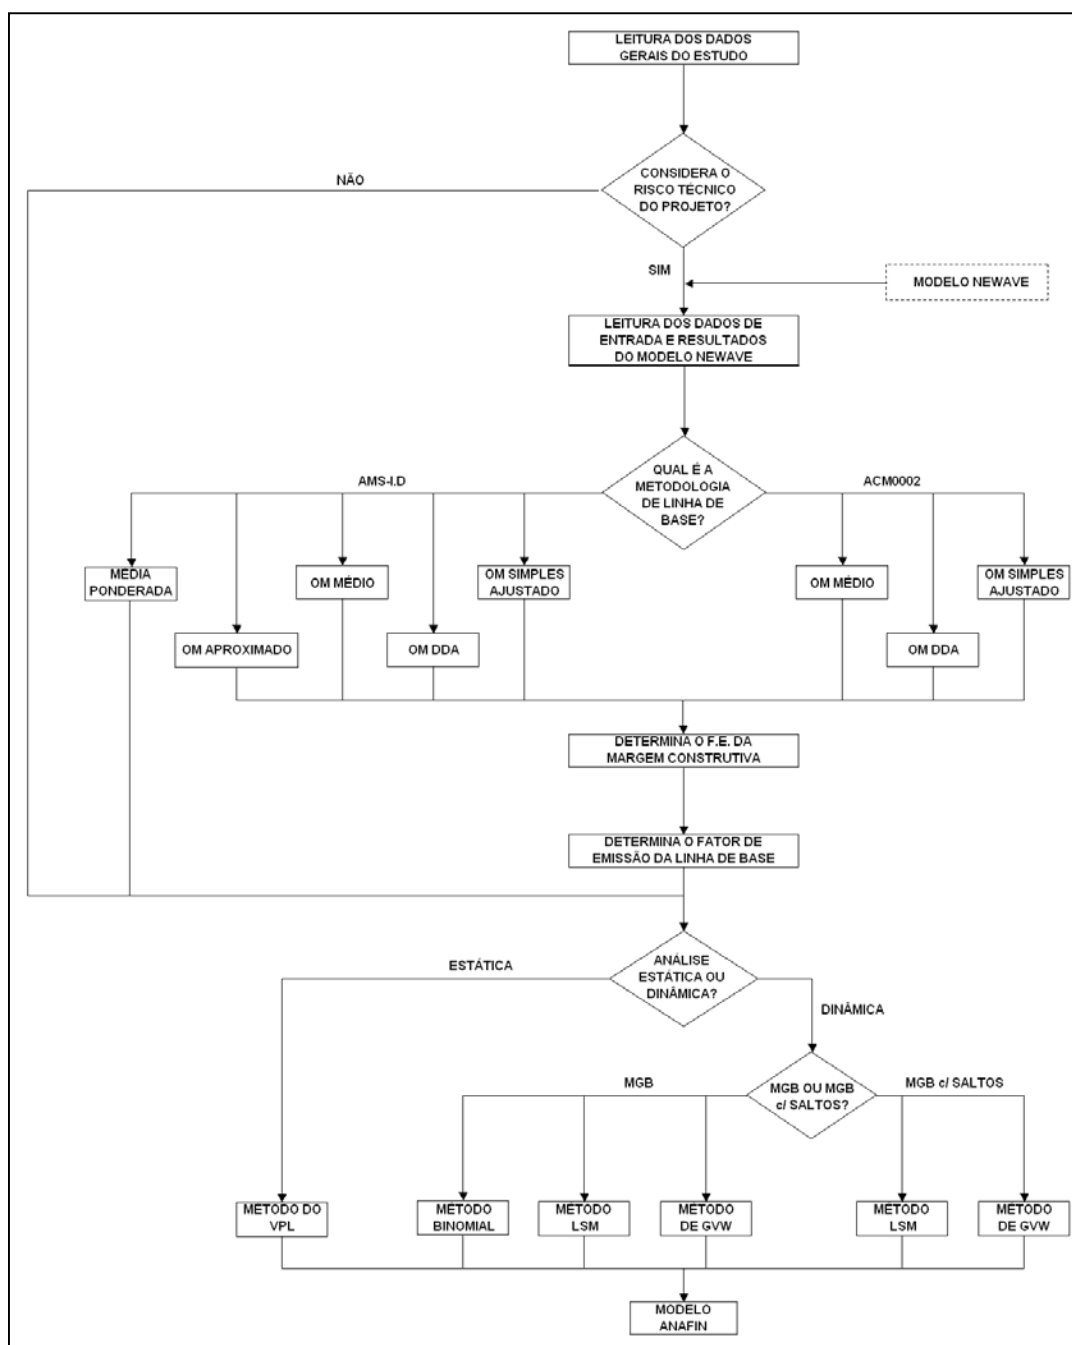 LEITURA DOS DADOS
GERAIS DO ESTUDO
CONSIDERA O
RISCO TÉCNICO
DO PROJETO?
NÃO
SIM
MODELO NEWAVE
LEITURA DOS DADOS DE
ENTRADA E RESULTADOS
DO MODELO NEWAVE
QUAL É A
METODOLOGIA
DE LINHA DE
BASE?
AMS-I.D
ACM0002
MÉDIA
PONDERADA
OM APROXIMADO
OM MÉDIO
OM DDA
OM SIMPLES
AJUSTADO
OM MÉDIO
OM DDA
OM SIMPLES
AJUSTADO
DETERMINA O F.E. DA
MARGEM CONSTRUTIVA
DETERMINA O FATOR DE
EMISSÃO DA LINHA DE BASE
ANÁLISE
ESTÁTICA OU
DINÂMICA?
ESTÁTICA
DINÂMICA
MGB OU MGB
c/ SALTOS?
MGB
MGB c/ SALTOS
MÉTODO DO
VPL
MÉTODO
BINOMIAL
MÉTODO
LSM
MÉTODO
DE GVW
MÉTODO
LSM
MÉTODO
DE GVW
MODELO
ANAFIN